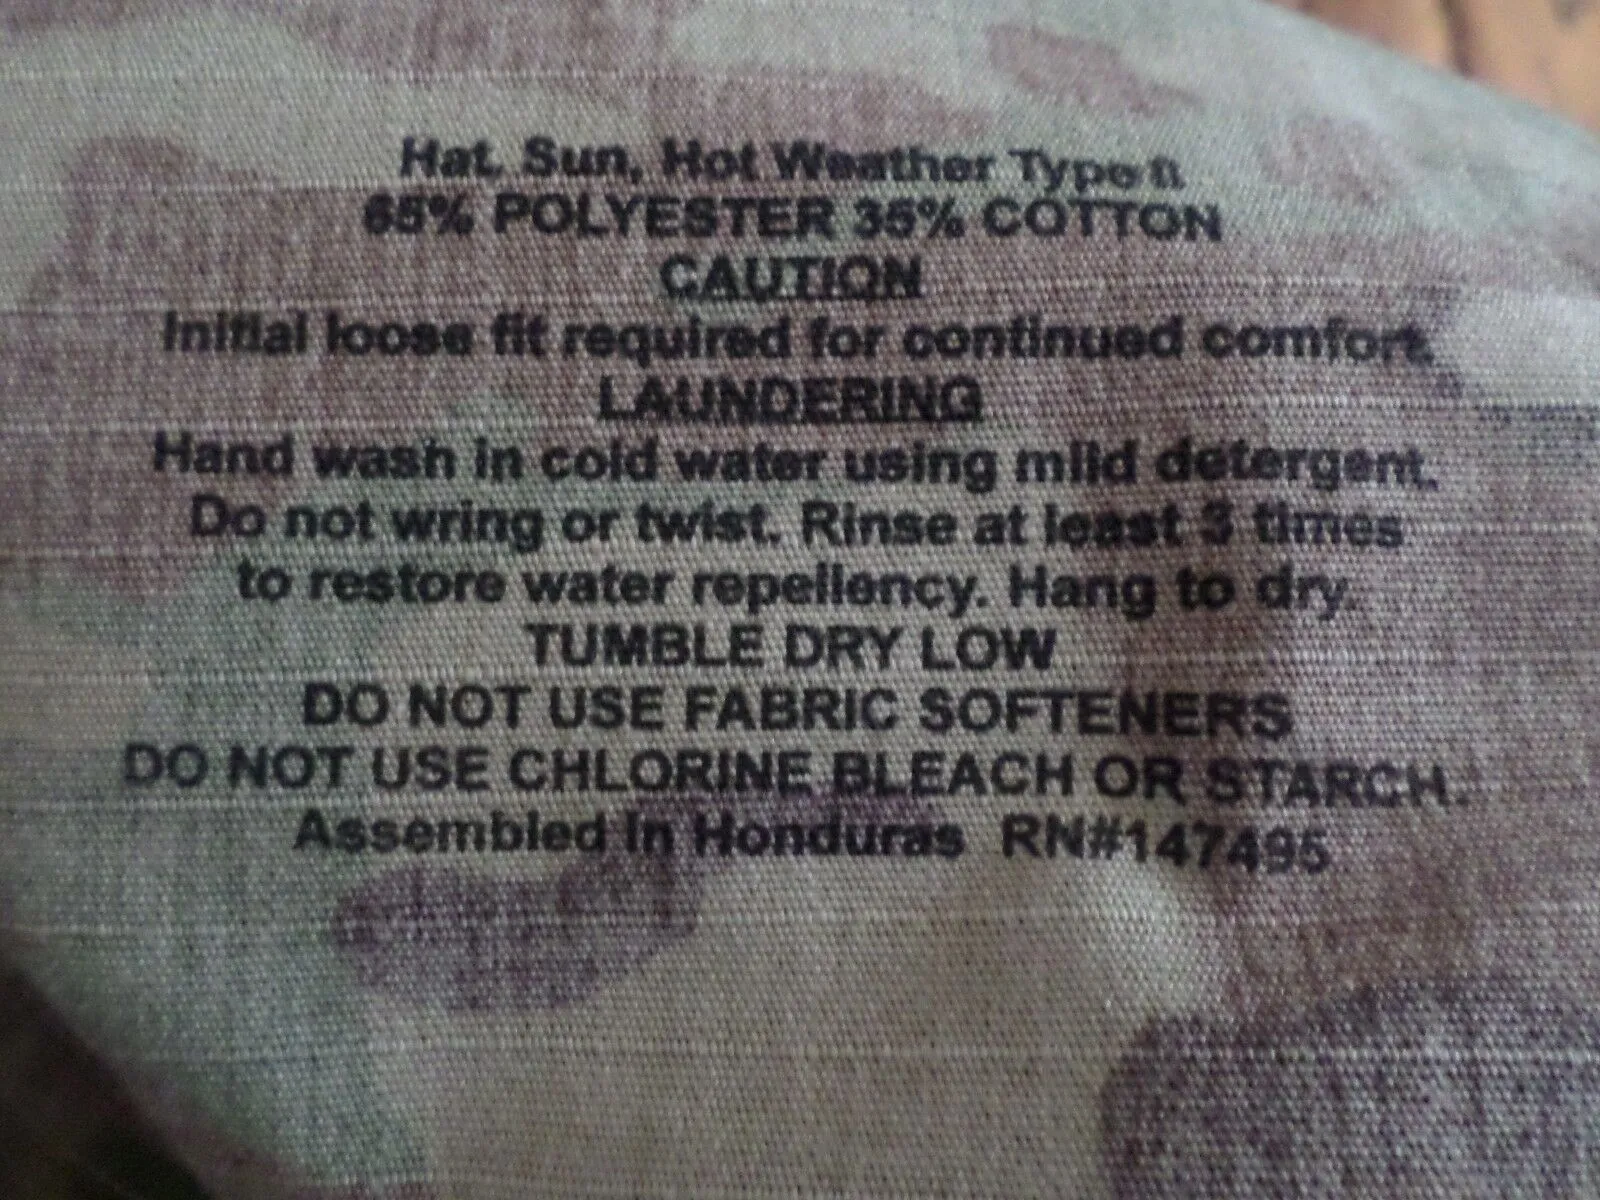 Hat, Sun, Hot Weather Type II
65% POLYESTER 35% COTTON
CAUTION
Initial loose fit required for continued comfort.
LAUNDERING
Hand wash in cold water using mild detergent.
Do not wring or twist. Rinse at least 3 times
to restore water repellency. Hang to dry.
TUMBLE DRY LOW
DO NOT USE FABRIC SOFTENERS
DO NOT USE CHLORINE BLEACH OR STARCH.
Assembled in Honduras RN#147495